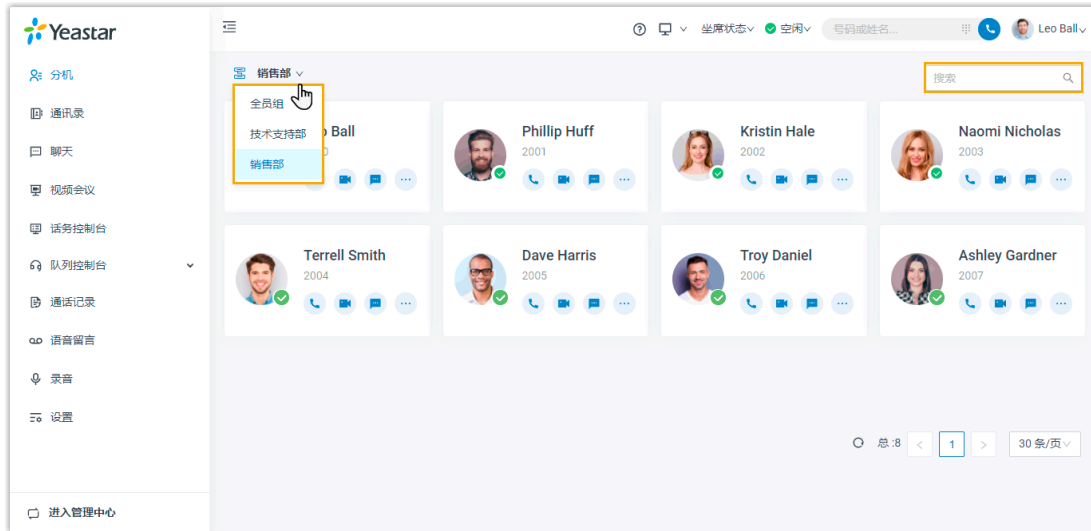 Yeastar
坐席状态
空闲
号码或姓名...
Leo Ball
分机
通讯录
聊天
视频会议
话务控制台
队列控制台
通话记录
语音留言
录音
设置
进入管理中心
销售部
搜索
全员组
技术支持部
销售部
Ball
0
Phillip Huff
2001
Kristin Hale
2002
Naomi Nicholas
2003
Terrell Smith
2004
Dave Harris
2005
Troy Daniel
2006
Ashley Gardner
2007
总:8
1
30 条/页